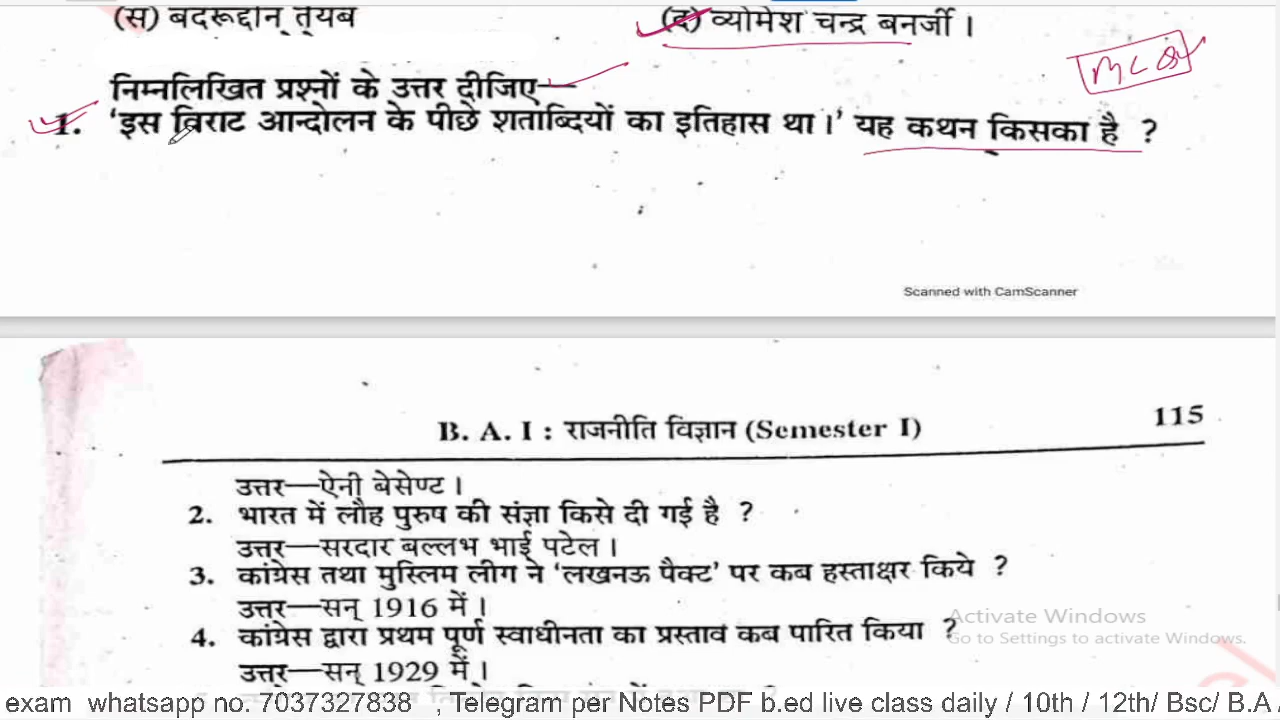 (स) बदरूद्दीन तैयब
(द) व्योमेश चन्द्र बनर्जी।
MCQ
निम्नलिखित प्रश्नों के उत्तर दीजिए—
1. 'इस विराट आन्दोलन के पीछे शताब्दियों का इतिहास था।' यह कथन किसका है ?
Scanned with CamScanner
B. A. I : राजनीति विज्ञान (Semester I)
115
उत्तर—ऐनी बेसेण्ट।
2. भारत में लौह पुरुष की संज्ञा किसे दी गई है ?
उत्तर—सरदार बल्लभ भाई पटेल।
3. कांग्रेस तथा मुस्लिम लीग ने 'लखनऊ पैक्ट' पर कब हस्ताक्षर किये ?
उत्तर—सन् 1916 में।
Activate Windows
Go to Settings to activate Windows.
4. कांग्रेस द्वारा प्रथम पूर्ण स्वाधीनता का प्रस्ताव कब पारित किया ?
उत्तर—सन् 1929 में।
exam whatsapp no. 7037327838 , Telegram per Notes PDF b.ed live class daily / 10th / 12th/ Bsc/ B.A